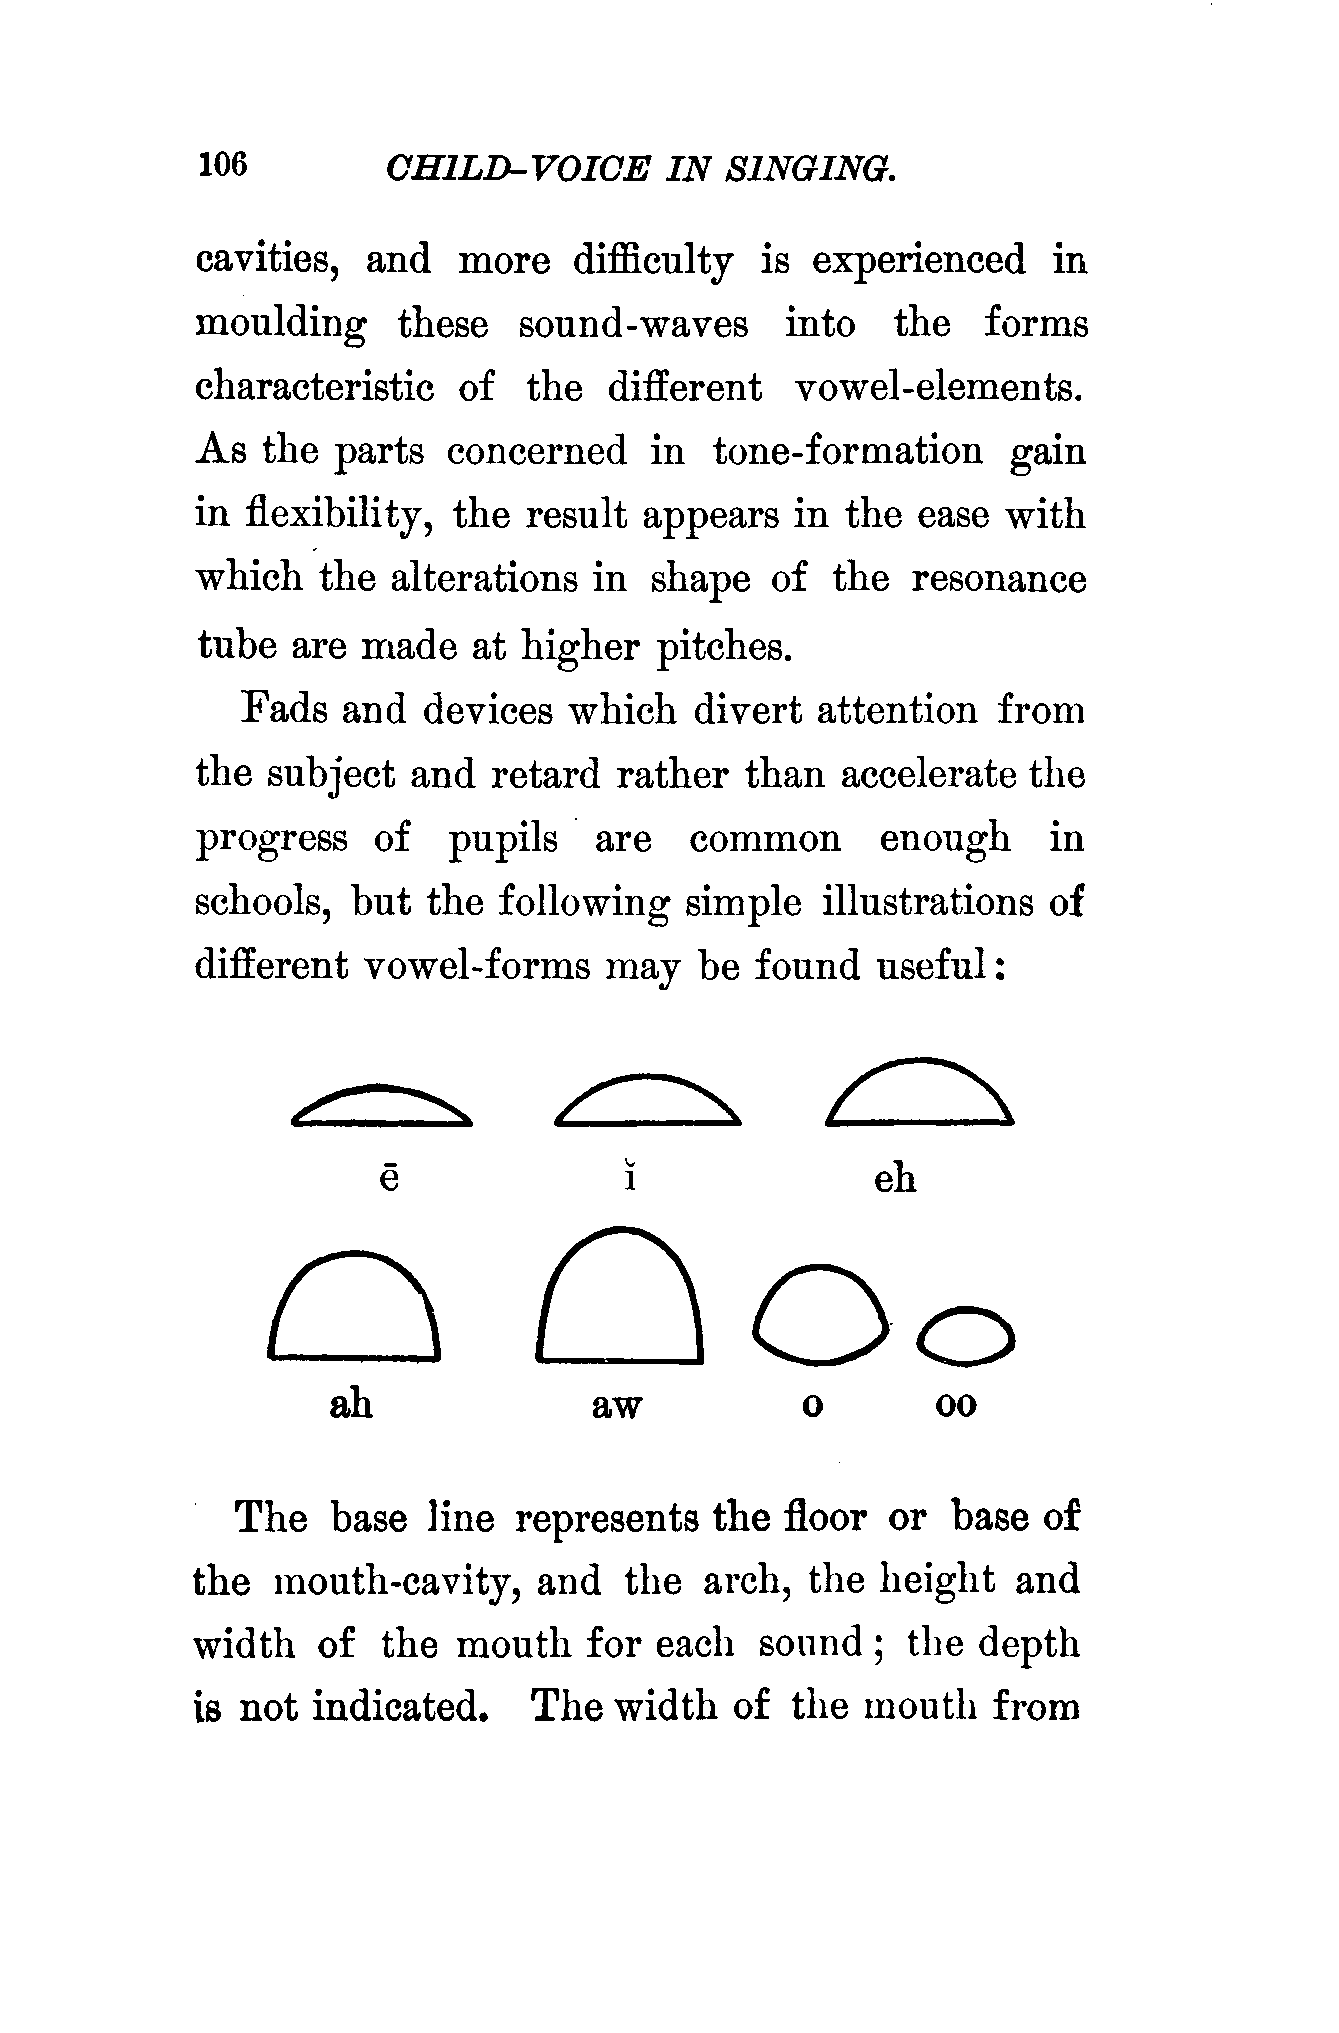 106 CHILD-VOICE IN SINGING.
cavities, and more difficulty is experienced in
moulding these sound-waves into the forms
characteristic of the different vowel-elements.
As the parts concerned in tone-formation gain
in flexibility, the result appears in the ease with
which the alterations in shape of the resonance
tube are made at higher pitches.
Fads and devices which divert attention from
the subject and retard rather than accelerate the
progress of pupils are common enough in
schools, but the following simple illustrations of
different vowel-forms may be found useful:
ē ĭ eh
ah aw o oo
The base line represents the floor or base of
the mouth-cavity, and the arch, the height and
width of the mouth for each sound; the depth
is not indicated. The width of the mouth from